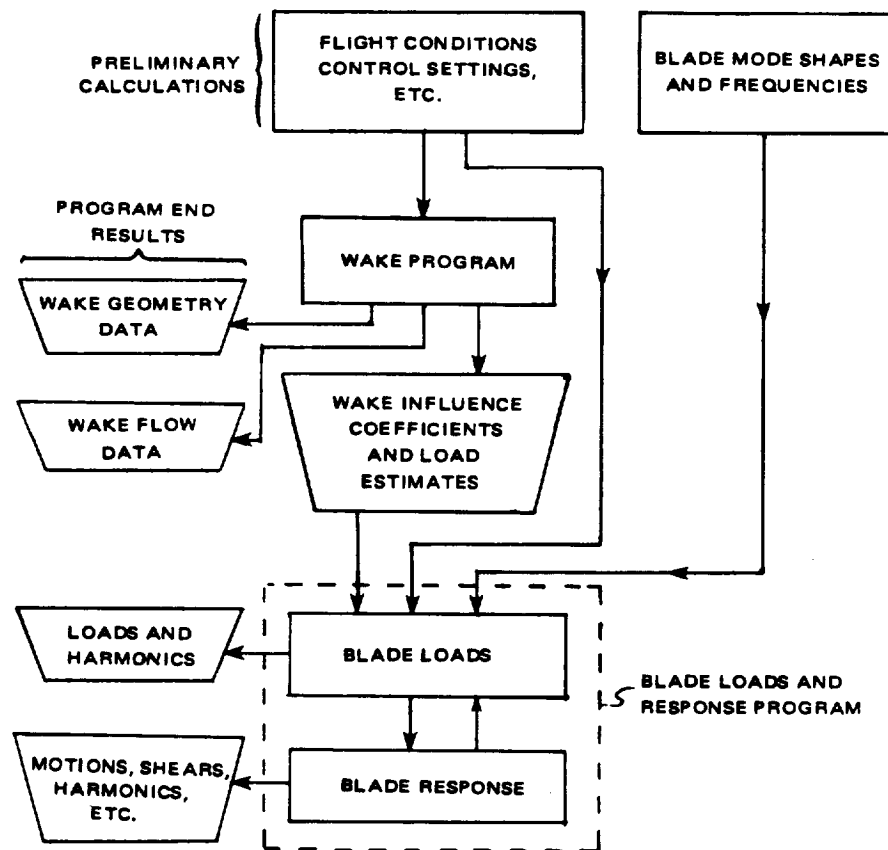 PRELIMINARY
CALCULATIONS
FLIGHT CONDITIONS
CONTROL SETTINGS,
ETC.
BLADE MODE SHAPES
AND FREQUENCIES
PROGRAM END
RESULTS
WAKE PROGRAM
WAKE GEOMETRY
DATA
WAKE FLOW
DATA
WAKE INFLUENCE
COEFFICIENTS
AND LOAD
ESTIMATES
LOADS AND
HARMONICS
BLADE LOADS
BLADE LOADS AND
RESPONSE PROGRAM
MOTIONS, SHEARS,
HARMONICS,
ETC.
BLADE RESPONSE